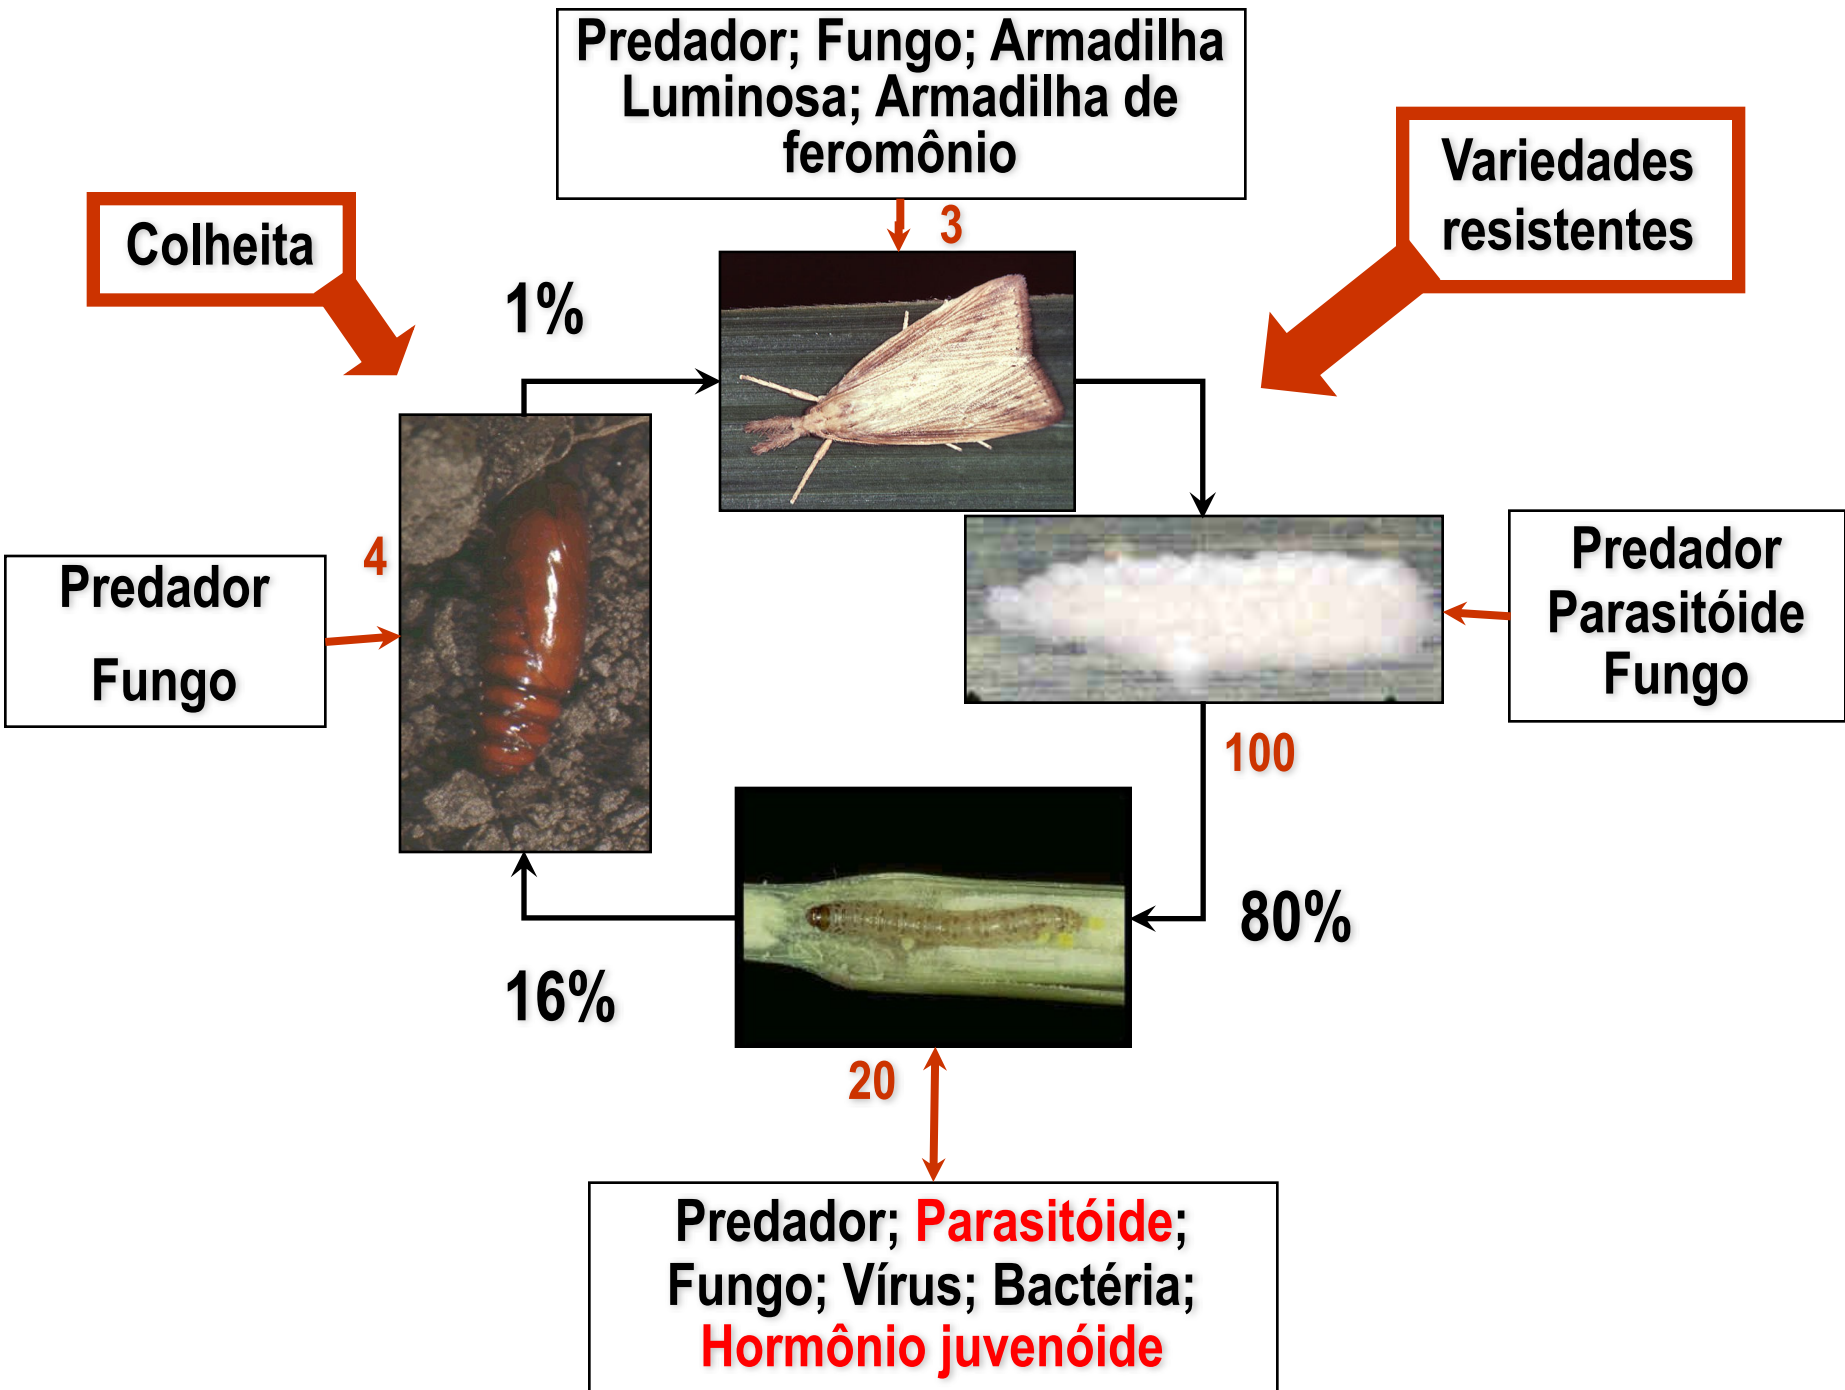 Predador; Fungo; Armadilha
Luminosa; Armadilha de
feromônio
Variedades
resistentes
Colheita
3
1%
4
Predador
Fungo
Predador
Parasitóide
Fungo
100
80%
16%
20
Predador; Parasitóide;
Fungo; Vírus; Bactéria;
Hormônio juvenóide